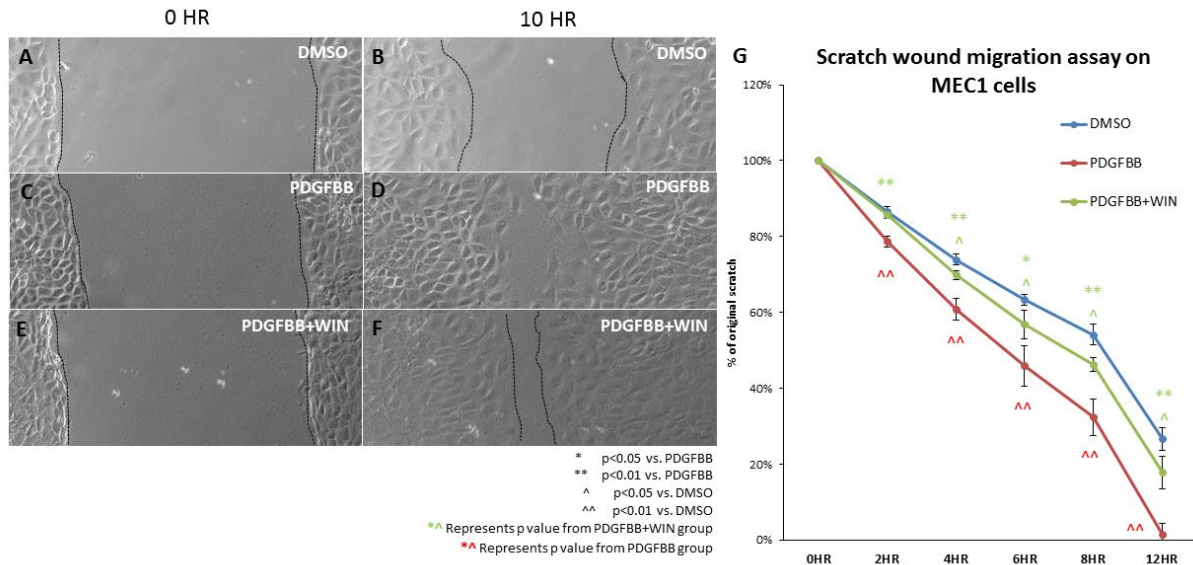 0 HR
10 HR
A
DMSO
B
DMSO
C
PDGFBB
D
PDGFBB
E
PDGFBB+WIN
F
PDGFBB+WIN
* p<0.05 vs. PDGFBB
** p<0.01 vs. PDGFBB
^ p<0.05 vs. DMSO
^^ p<0.01 vs. DMSO
*^ Represents p value from PDGFBB+WIN group
*^ Represents p value from PDGFBB group
G
Scratch wound migration assay on
MEC1 cells
DMSO
PDGFBB
PDGFBB+WIN
% of original scratch
120%
100%
80%
60%
40%
20%
0%
**
**
^
*
^
**
^
**
^
^^
^^
^^
^^
^^
0HR
2HR
4HR
6HR
8HR
12HR